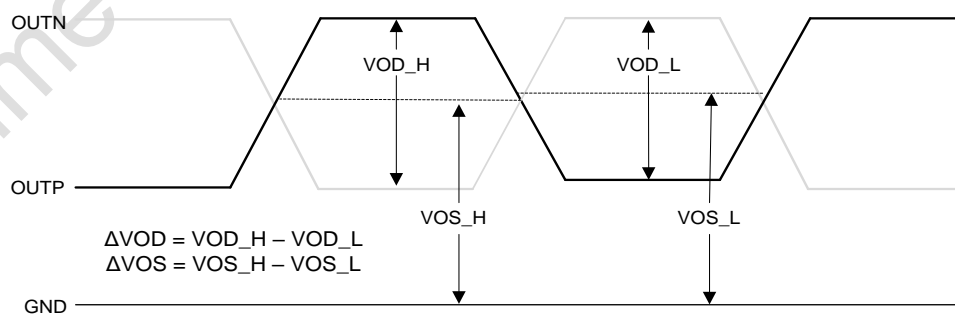 OUTN
VOD_H
VOD_L
OUTP
VOS_H
VOS_L
ΔVOD = VOD_H – VOD_L
ΔVOS = VOS_H – VOS_L
GND